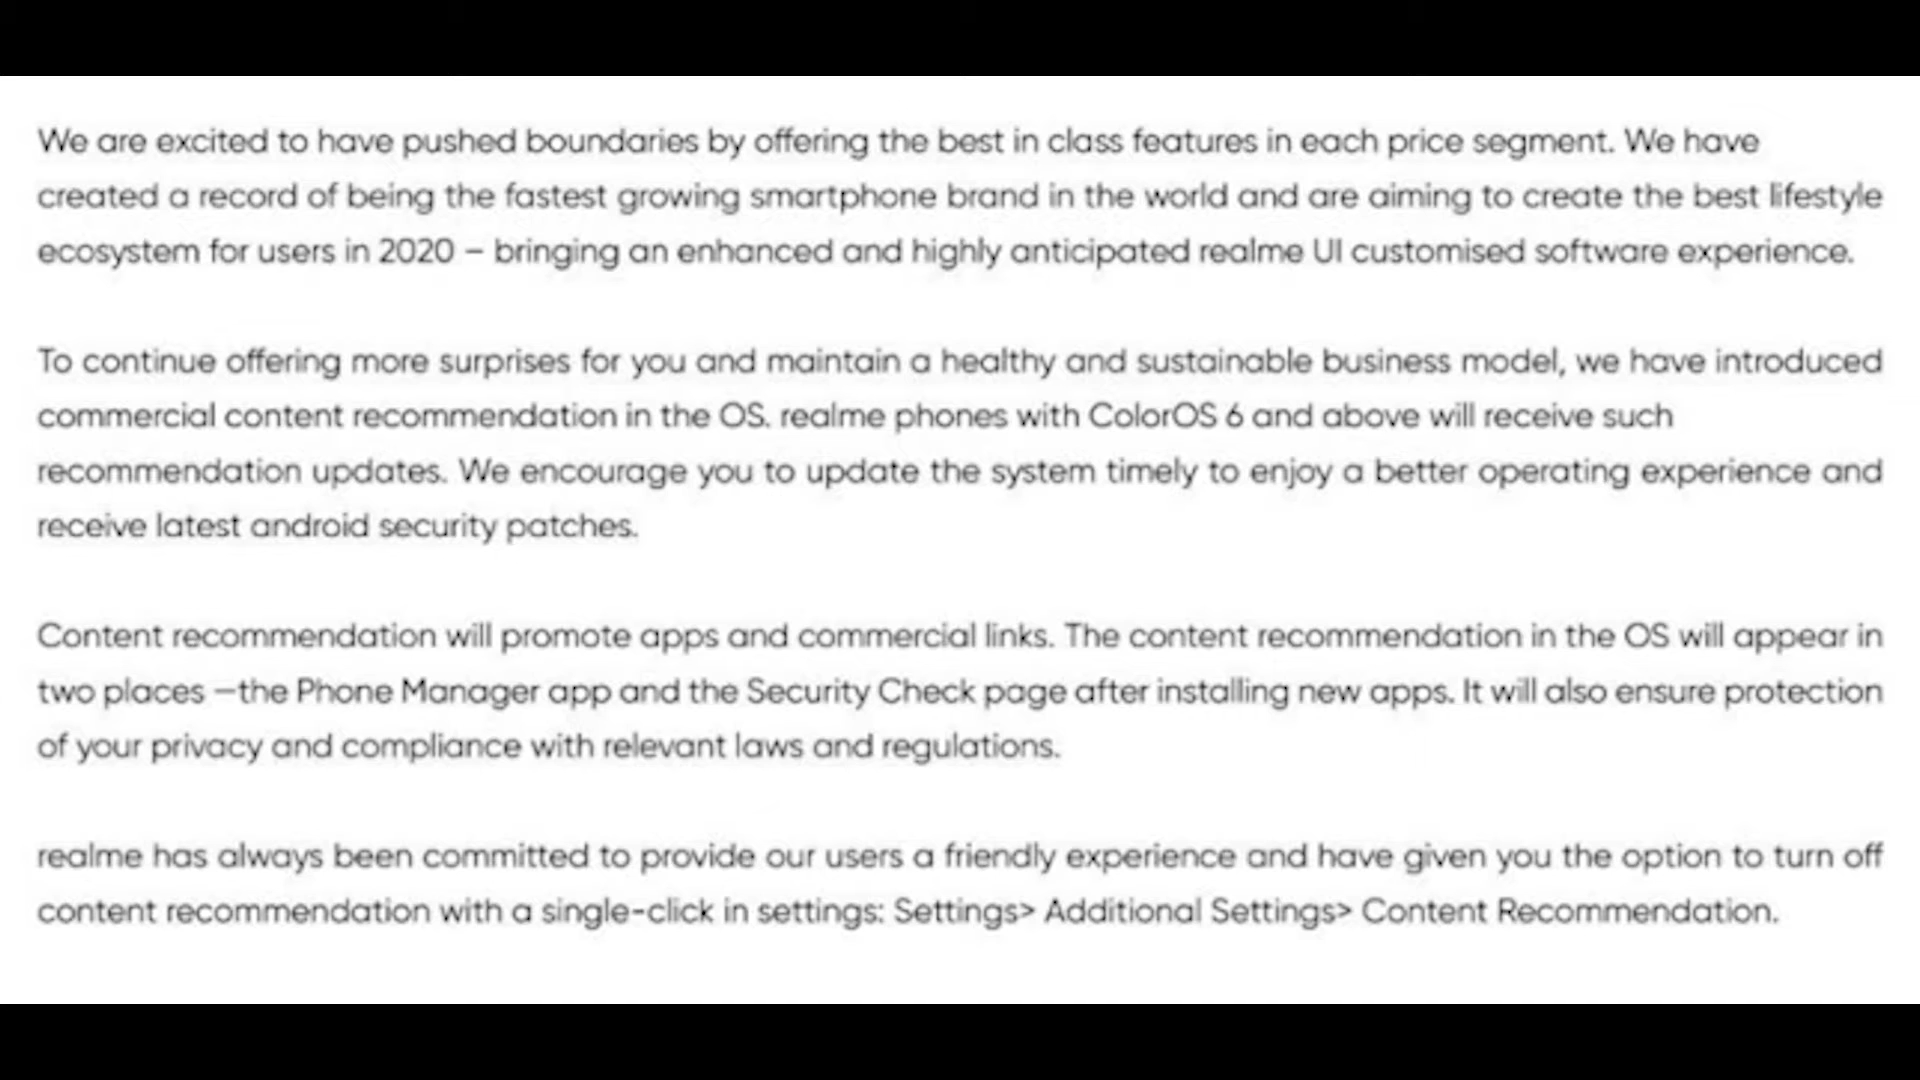 We are excited to have pushed boundaries by offering the best in class features in each price segment. We have
created a record of being the fastest growing smartphone brand in the world and are aiming to create the best lifestyle
ecosystem for users in 2020 – bringing an enhanced and highly anticipated realme UI customised software experience.
To continue offering more surprises for you and maintain a healthy and sustainable business model, we have introduced
commercial content recommendation in the OS. realme phones with ColorOS 6 and above will receive such
recommendation updates. We encourage you to update the system timely to enjoy a better operating experience and
receive latest android security patches.
Content recommendation will promote apps and commercial links. The content recommendation in the OS will appear in
two places –the Phone Manager app and the Security Check page after installing new apps. It will also ensure protection
of your privacy and compliance with relevant laws and regulations.
realme has always been committed to provide our users a friendly experience and have given you the option to turn off
content recommendation with a single-click in settings: Settings> Additional Settings> Content Recommendation.